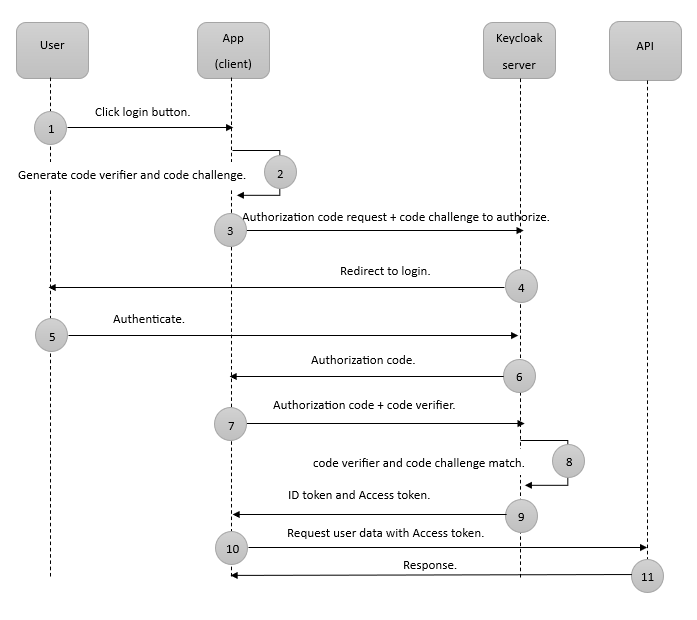 User
App
(client)
Keycloak
server
API
Click login button.
1
2
Generate code verifier and code challenge.
Authorization code request + code challenge to authorize.
3
Redirect to login.
4
Authenticate.
5
Authorization code.
6
Authorization code + code verifier.
7
code verifier and code challenge match.
8
ID token and Access token.
9
Request user data with Access token.
10
Response.
11